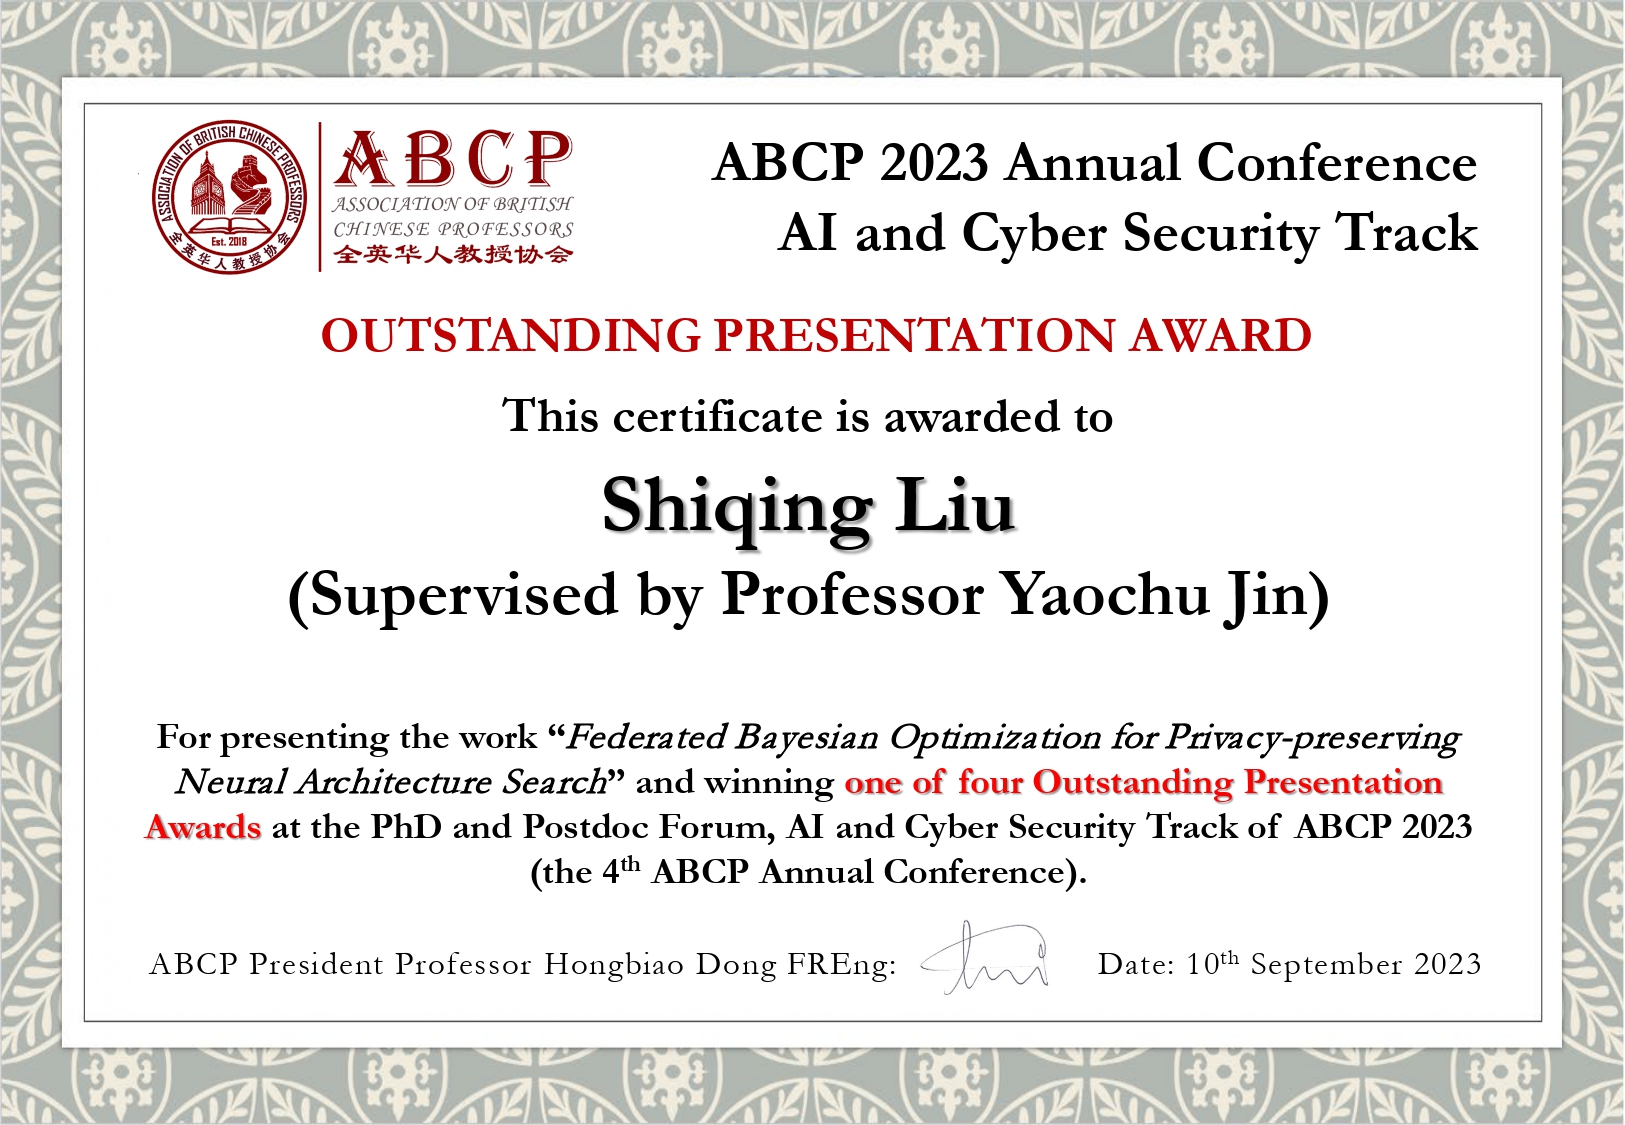 ASSOCIATION OF BRITISH CHINESE PROFESSORS
Est. 2018
全英华人教授协会
ABCP
ASSOCIATION OF BRITISH
CHINESE PROFESSORS
全英华人教授协会
ABCP 2023 Annual Conference
AI and Cyber Security Track
OUTSTANDING PRESENTATION AWARD
This certificate is awarded to
Shiqing Liu
(Supervised by Professor Yaochu Jin)
For presenting the work “Federated Bayesian Optimization for Privacy-preserving
Neural Architecture Search” and winning one of four Outstanding Presentation
Awards at the PhD and Postdoc Forum, AI and Cyber Security Track of ABCP 2023
(the 4th ABCP Annual Conference).
ABCP President Professor Hongbiao Dong FREng:
Date: 10th September 2023